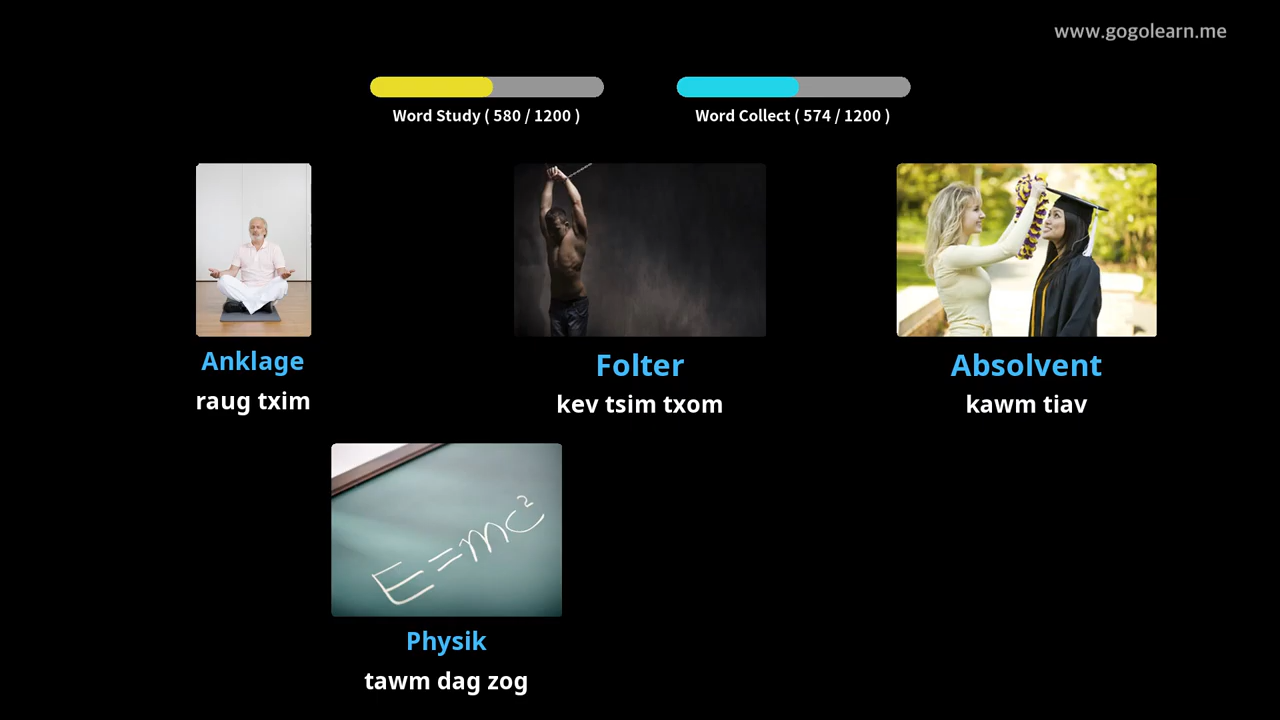 www.gogolearn.me
Word Study ( 580 / 1200 )
Word Collect ( 574 / 1200 )
Anklage
raug txim
Folter
kev tsim txom
Absolvent
kawm tiav
E=mc²
Physik
tawm dag zog